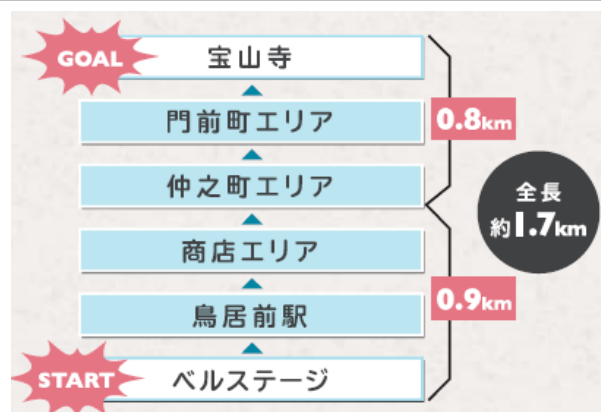 GOAL
宝山寺
門前町エリア
0.8km
仲之町エリア
全長
約1.7km
商店エリア
0.9km
鳥居前駅
START
ベルステージ